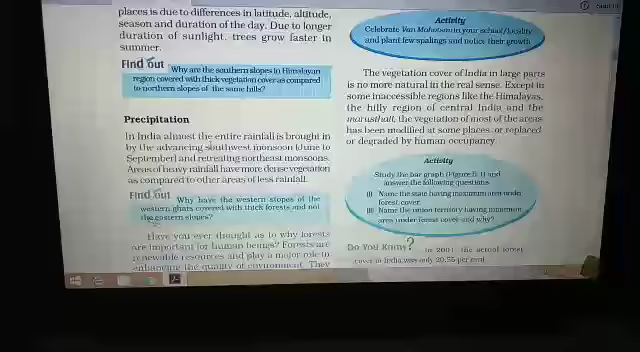 places is due to differences in latitude, altitude,
season and duration of the day. Due to longer
duration of sunlight, trees grow faster in
summer.
Find out Why are the southern slopes in Himalayan
region covered with thick vegetation cover as compared
to northern slopes of the same hills?
Precipitation
In India almost the entire rainfall is brought in
by the advancing southwest monsoon (June to
September) and retreating northeast monsoons.
Areas of heavy rainfall have more dense vegetation
as compared to other areas of less rainfall.
Find out Why have the western slopes of the
western ghats covered with thick forests and not
the eastern slopes?
Have you ever thought as to why forests
are important for human beings? Forests are
renewable resources and play a major role in
enhancing the quality of environment. They
Activity
Celebrate Van Mahotsav in your school/locality
and plant few saplings and notice their growth
The vegetation cover of India in large parts
is no more natural in the real sense. Except in
some inaccessible regions like the Himalayas,
the hilly region of central India and the
marusthali, the vegetation of most of the areas
has been modified at some places, or replaced
or degraded by human occupancy.
Activity
Study the bar graph (Figure 5.1) and
answer the following questions
(i) Name the state having maximum area under
forest cover.
(ii) Name the union territory having minimum
area under forest cover and why?
Do You Know? In 2001, the actual forest
cover in India was only 20.55 per cent